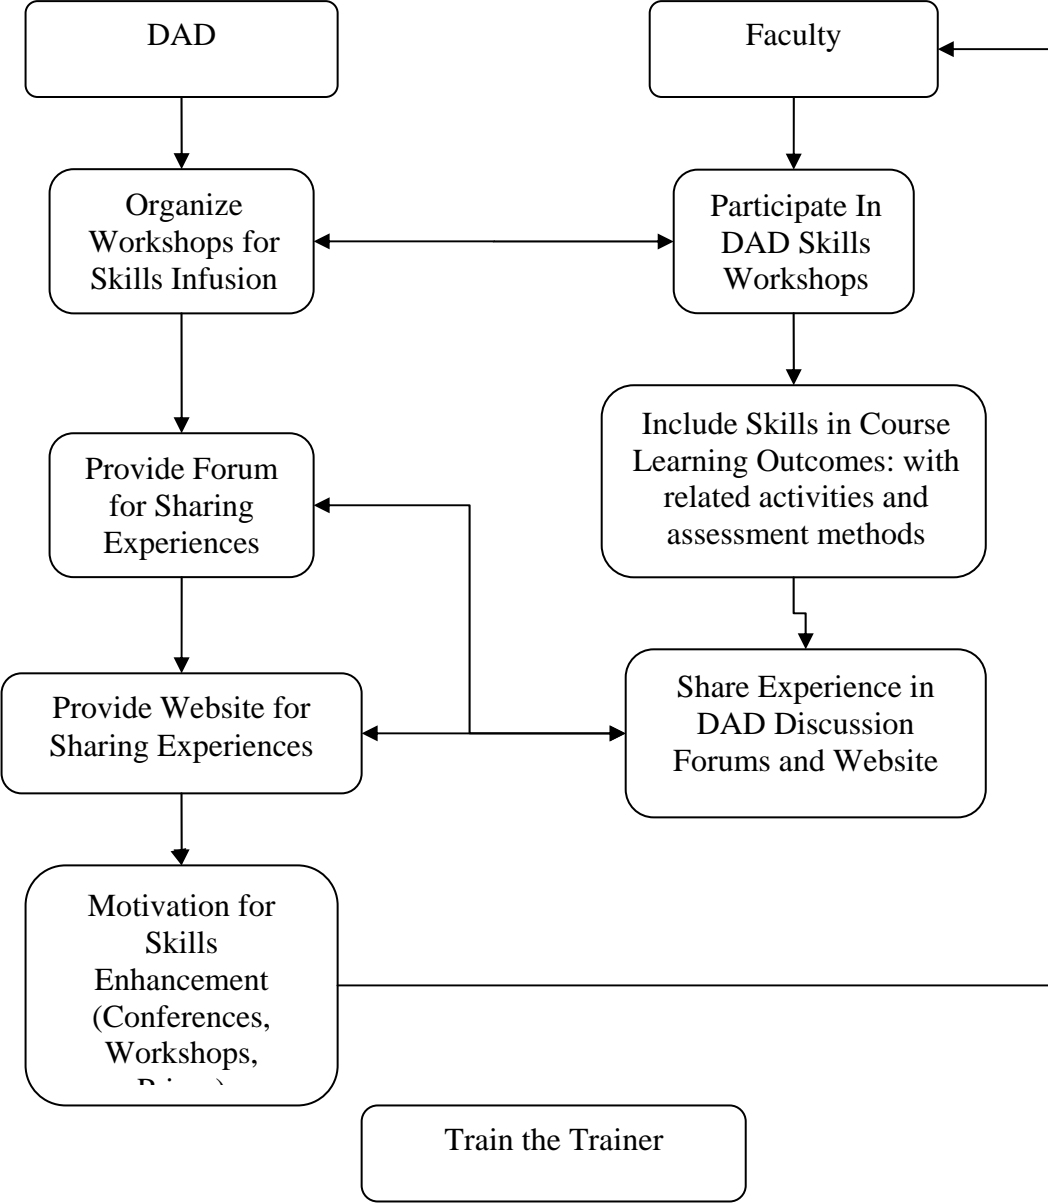 DAD
Faculty
Organize
Workshops for
Skills Infusion
Participate In
DAD Skills
Workshops
Include Skills in Course
Learning Outcomes: with
related activities and
assessment methods
Provide Forum
for Sharing
Experiences
Share Experience in
DAD Discussion
Forums and Website
Provide Website for
Sharing Experiences
Motivation for
Skills
Enhancement
(Conferences,
Workshops,
Train the Trainer